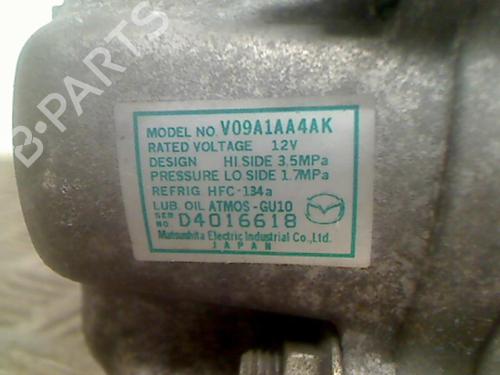 MODEL NO. V09A1AA4AK
RATED VOLTAGE 12V
DESIGN HI SIDE 3.5MPa
PRESSURE LO SIDE 1.7MPa
REFRIG HFC-134a
LUB. OIL ATMOS-GU10
SER NO. D4016618
Matsushita Electric Industrial Co., Ltd.
JAPAN
B-PARTS